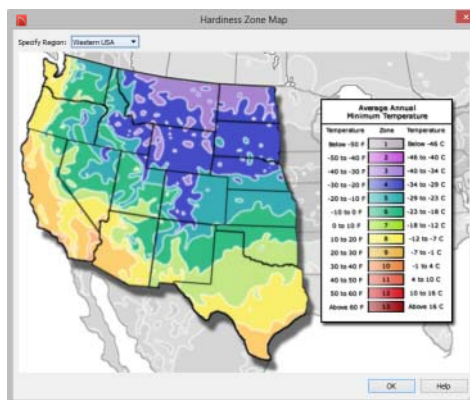 Hardiness Zone Map
Specify Region: Western USA
Average Annual
Minimum Temperature
Temperature Zone Temperature
Below -50 F 1 Below -46 C
-50 to -40 F 2 -46 to -40 C
-40 to -30 F 3 -40 to -34 C
-30 to -20 F 4 -34 to -29 C
-20 to -10 F 5 -29 to -23 C
-10 to 0 F 6 -23 to -18 C
0 to 10 F 7 -18 to -12 C
10 to 20 F 8 -12 to -7 C
20 to 30 F 9 -7 to -1 C
30 to 40 F 10 -1 to 4 C
40 to 50 F 11 4 to 10 C
50 to 60 F 12 10 to 16 C
Above 60 F 13 Above 16 C
OK Help